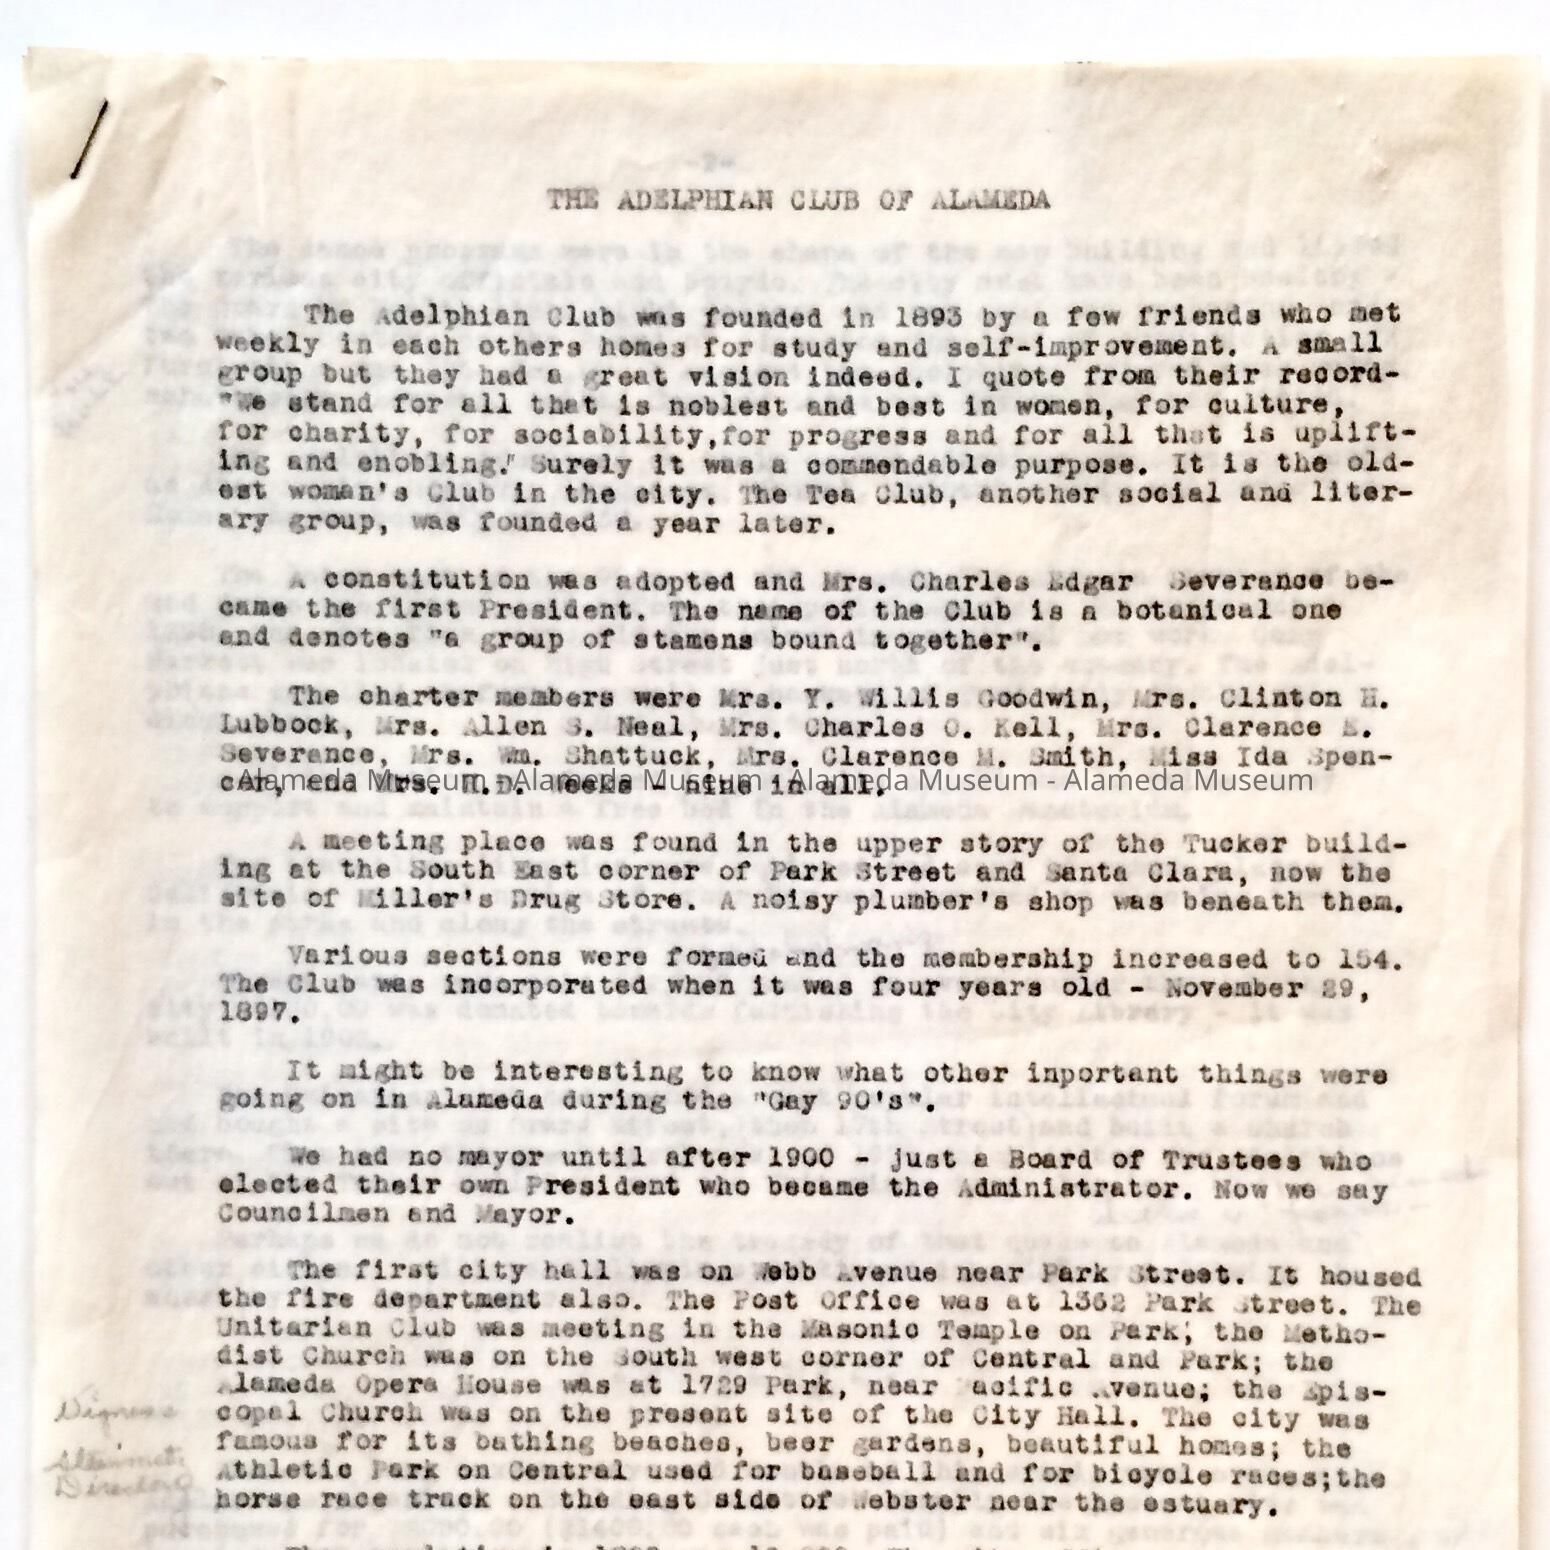 THE ADELPHIAN CLUB OF ALAMEDA
The Adelphian Club was founded in 1893 by a few friends who met
weekly in each others homes for study and self-improvement. A small
group but they had a great vision indeed. I quote from their record-
"We stand for all that is noblest and best in women, for culture,
for charity, for sociability,for progress and for all that is uplift-
ing and enobling." Surely it was a commendable purpose. It is the old-
est woman's Club in the city. The Tea Club, another social and liter-
ary group, was founded a year later.
A constitution was adopted and Mrs. Charles Edgar Severance be-
came the first President. The name of the Club is a botanical one
and denotes "a group of stamens bound together".
The charter members were Mrs. Y. Willis Goodwin, Mrs. Clinton H.
Lubbock, Mrs. Allen S. Neal, Mrs. Charles O. Kell, Mrs. Clarence E.
Severance, Mrs. Wm. Shattuck, Mrs. Clarence M. Smith, Miss Ida Spen-
cer, and Mrs. H.D. Weeks - nine in all.
Alameda Museum - Alameda Museum - Alameda Museum - Alameda Museum
A meeting place was found in the upper story of the Tucker build-
ing at the South East corner of Park Street and Santa Clara, now the
site of Miller's Drug Store. A noisy plumber's shop was beneath them.
Various sections were formed and the membership increased to 154.
The Club was incorporated when it was four years old - November 29,
1897.
It might be interesting to know what other inportant things were
going on in Alameda during the "Gay 90's".
We had no mayor until after 1900 - just a Board of Trustees who
elected their own President who became the Administrator. Now we say
Councilmen and Mayor.
The first city hall was on Webb Avenue near Park Street. It housed
the fire department also. The Post Office was at 1362 Park Street. The
Unitarian Club was meeting in the Masonic Temple on Park; the Metho-
dist Church was on the South west corner of Central and Park; the
Alameda Opera House was at 1729 Park, near Pacific Avenue; the Epis-
copal Church was on the present site of the City Hall. The city was
famous for its bathing beaches, beer gardens, beautiful homes; the
Athletic Park on Central used for baseball and for bicycle races;the
horse race track on the east side of Webster near the estuary.
Directory